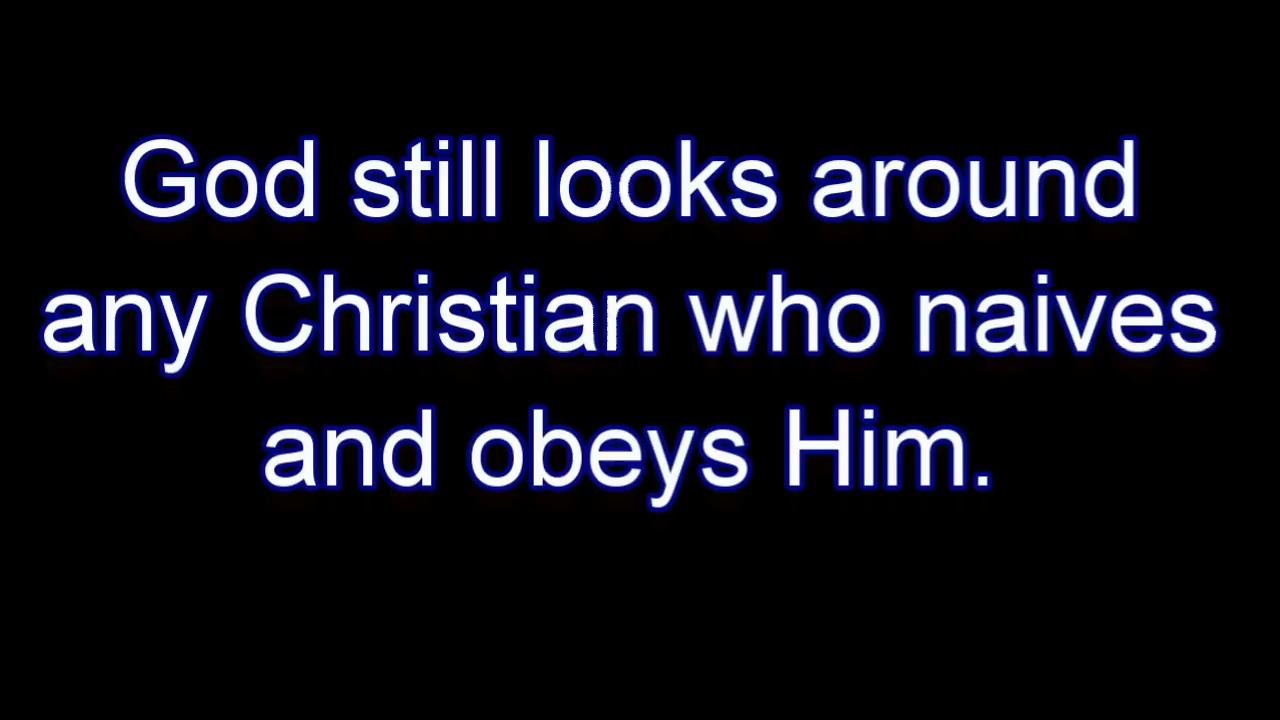 God still looks around
any Christian who naives
and obeys Him.